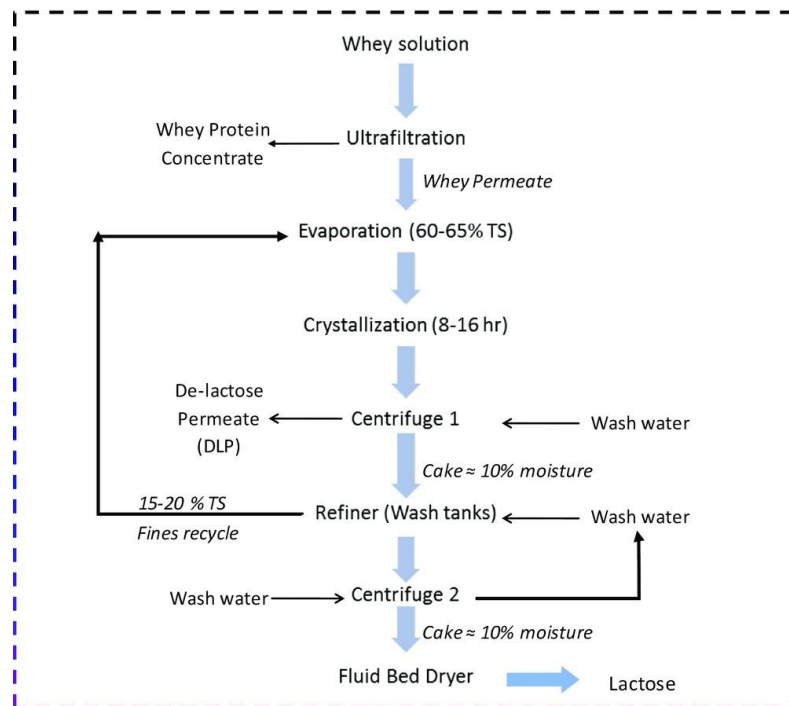 Whey solution
Whey Protein
Concentrate
Ultrafiltration
Whey Permeate
Evaporation (60-65% TS)
Crystallization (8-16 hr)
De-lactose
Permeate
(DLP)
Centrifuge 1
Wash water
Cake ≈ 10% moisture
15-20 % TS
Fines recycle
Refiner (Wash tanks)
Wash water
Wash water
Centrifuge 2
Cake ≈ 10% moisture
Fluid Bed Dryer
Lactose